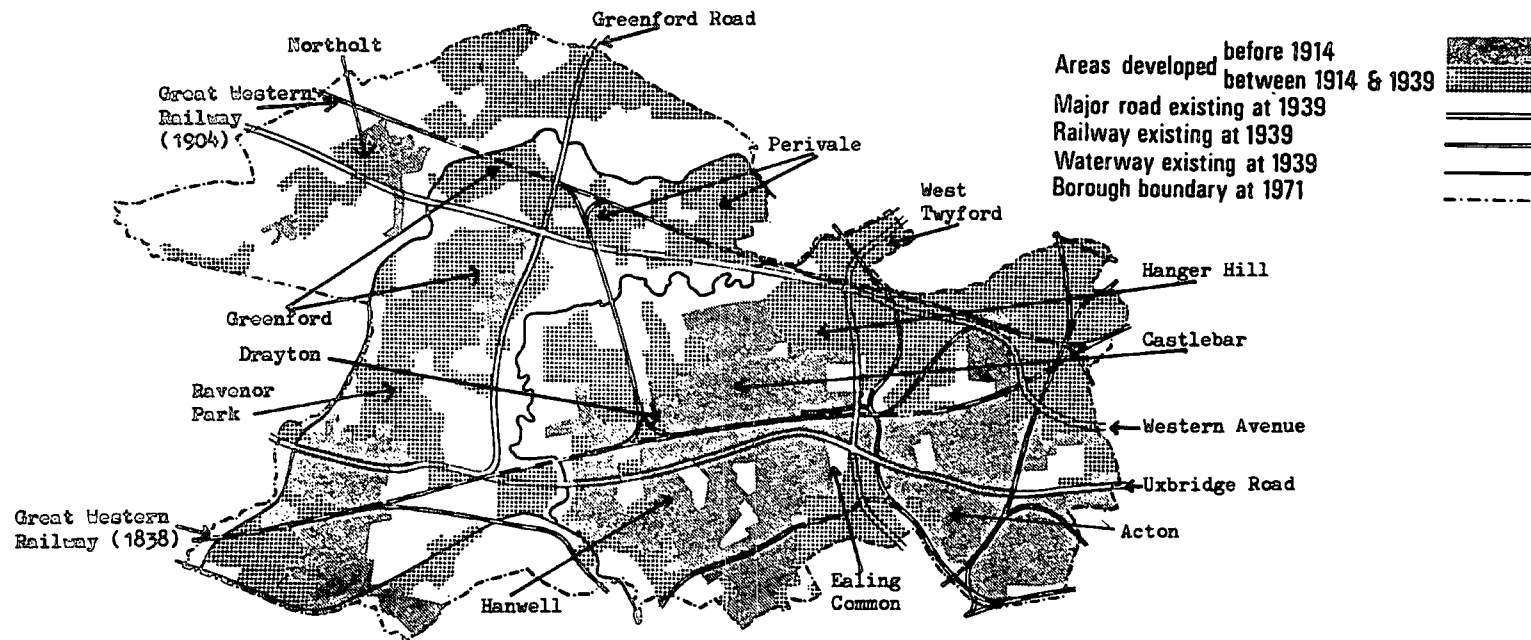 Greenford Road
Northolt
Great Western
Railway
(1904)
Perivale
West
Twyford
Hanger Hill
Greenford
Castlebar
Drayton
Ravenor
Park
Western Avenue
Uxbridge Road
Great Western
Railway (1838)
Acton
Ealing
Common
Hanwell
Areas developed before 1914
between 1914 & 1939
Major road existing at 1939
Railway existing at 1939
Waterway existing at 1939
Borough boundary at 1971